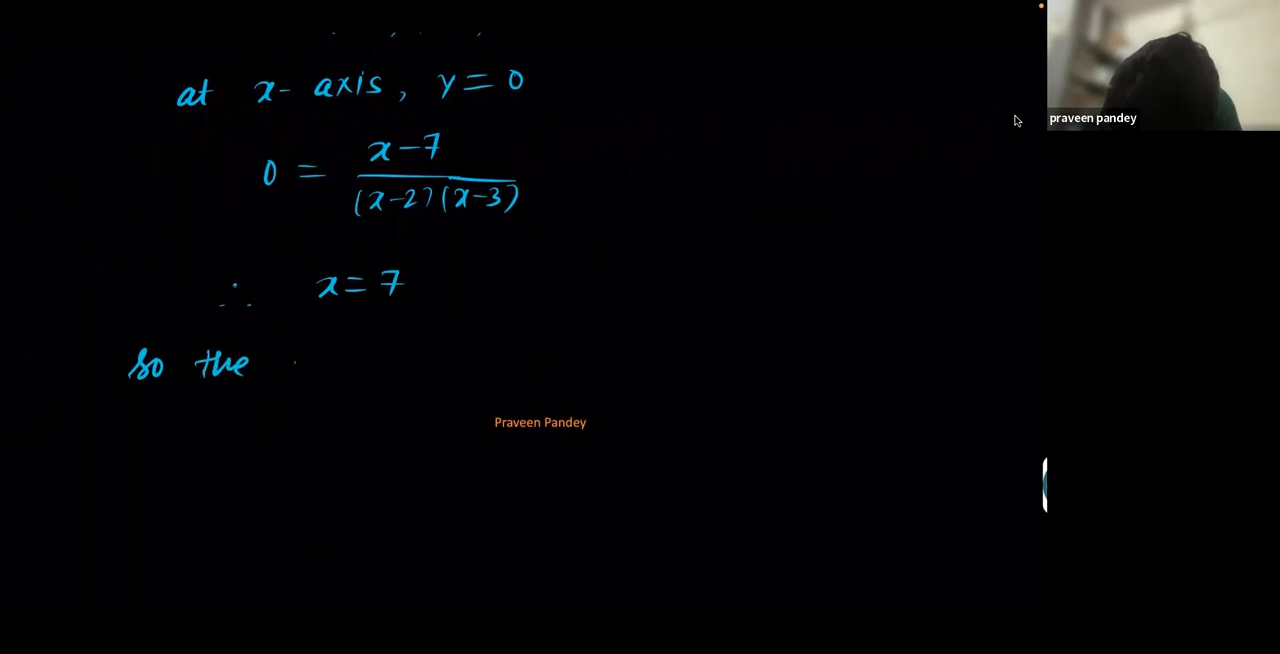 at x-axis, y=0
0 = x-7 / (x-2)(x-3)
∴ x=7
so the
Praveen Pandey
praveen pandey